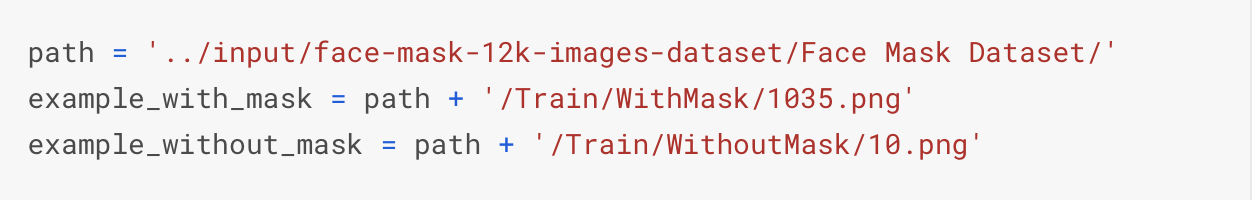 path = '../input/face-mask-12k-images-dataset/Face Mask Dataset/'
example_with_mask = path + '/Train/WithMask/1035.png'
example_without_mask = path + '/Train/WithoutMask/10.png'